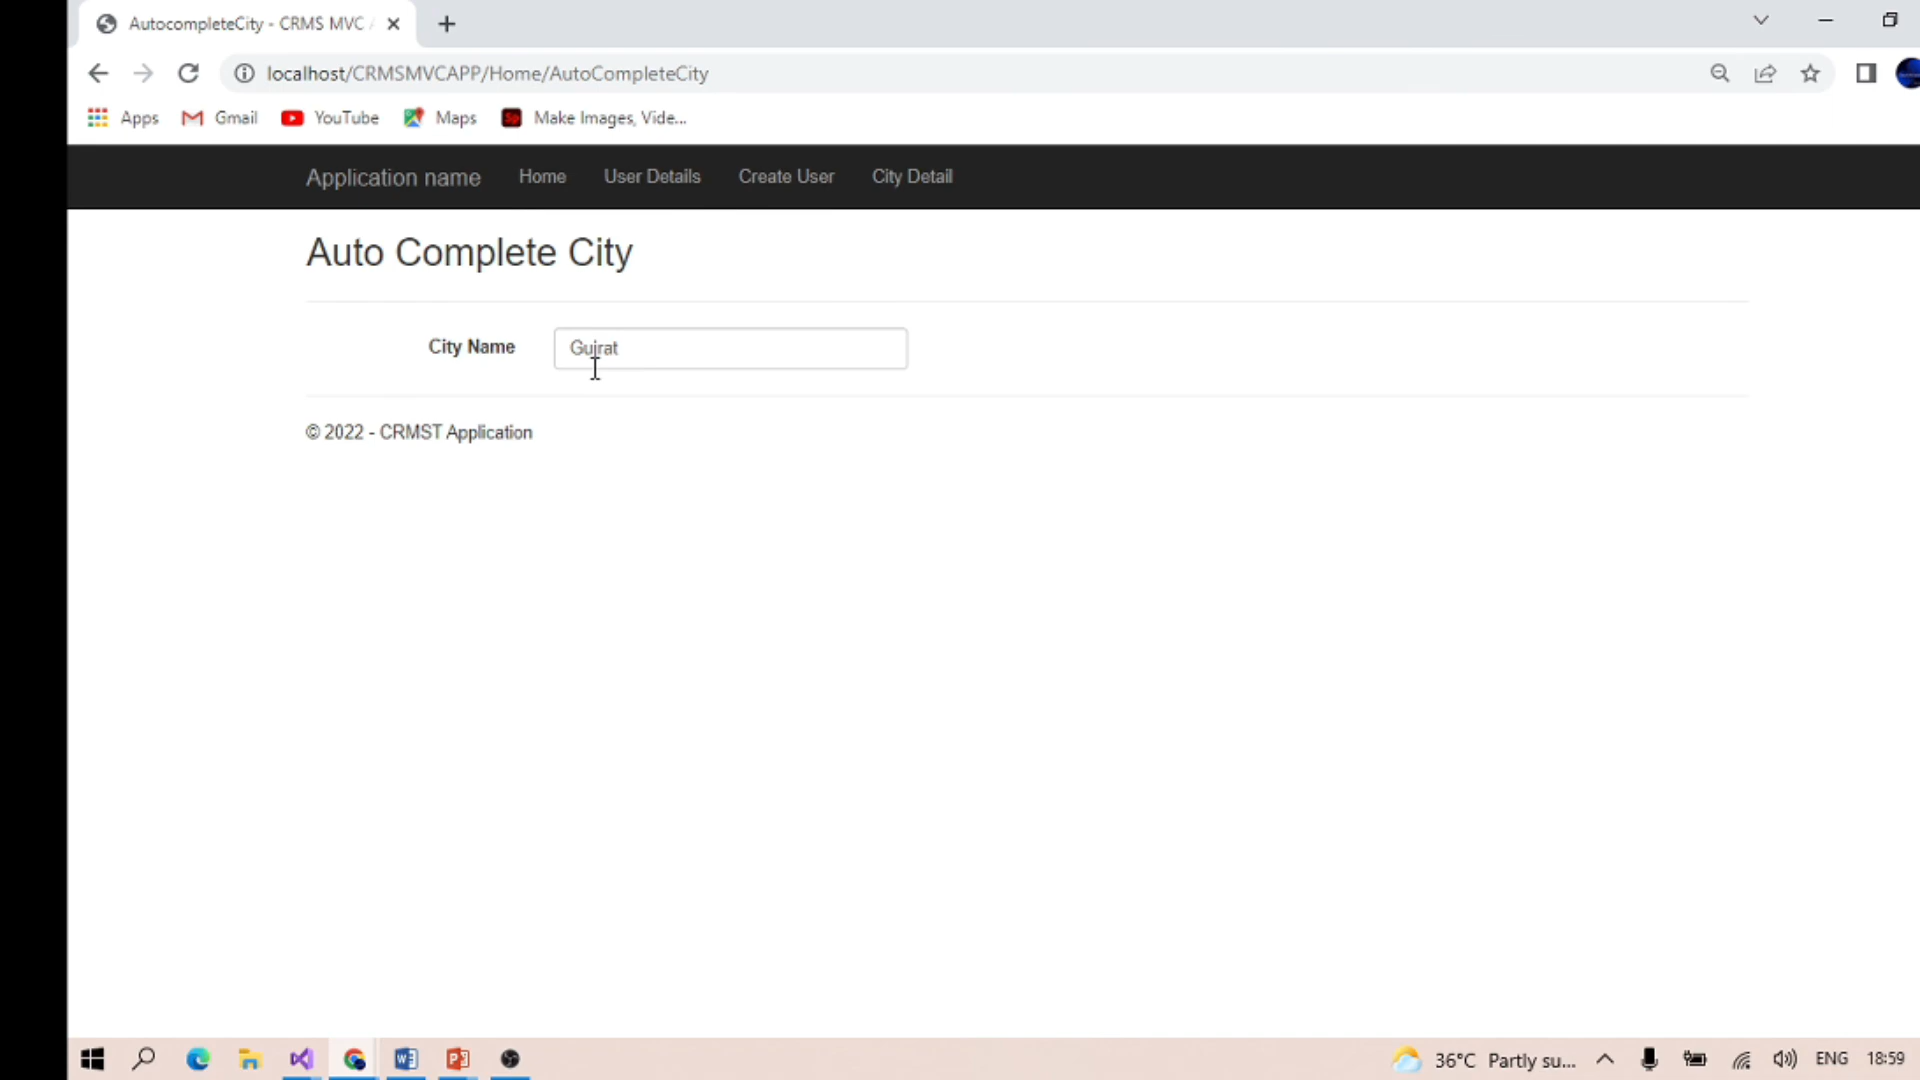 AutocompleteCity - CRMS MVC
localhost/CRMSMVCAPP/Home/AutoCompleteCity
Apps Gmail YouTube Maps Make Images, Vide...
Application name Home User Details Create User City Detail
Auto Complete City
City Name Gujrat
© 2022 - CRMST Application
36°C Partly su... ENG 18:59